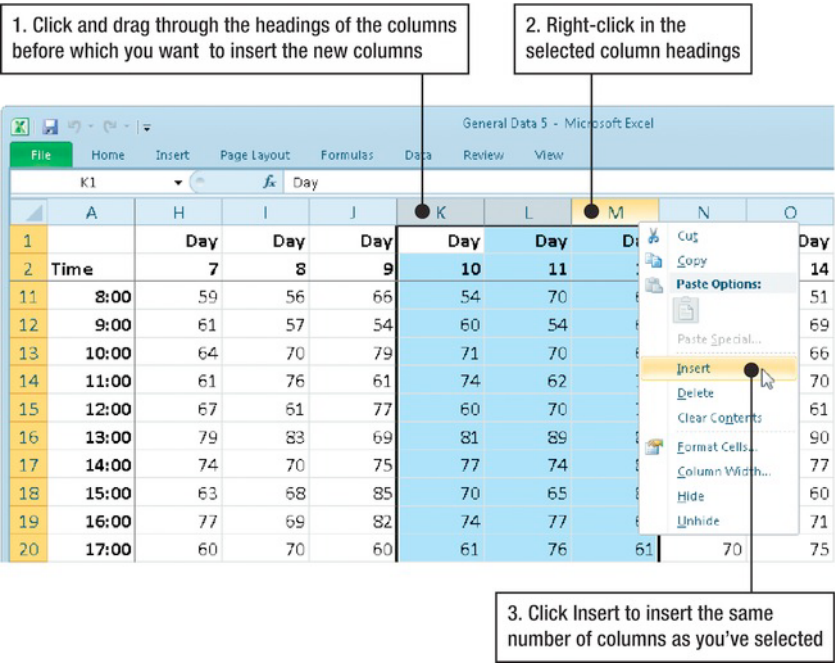 1. Click and drag through the headings of the columns
before which you want to insert the new columns
2. Right-click in the
selected column headings
General Data 5 - Microsoft Excel
File Home Insert Page Layout Formulas Data Review View
K1 fx Day
A H I J K L M N O
1 Day Day Day Day Day Day
2 Time 7 8 9 10 11 14
11 8:00 59 56 66 54 70 51
12 9:00 61 57 54 60 54 69
13 10:00 64 70 79 71 70 66
14 11:00 61 76 61 74 62 70
15 12:00 67 61 77 60 70 61
16 13:00 79 83 69 81 89 90
17 14:00 74 70 75 77 74 77
18 15:00 63 68 85 70 65 60
19 16:00 77 69 82 74 77 71
20 17:00 60 70 60 61 76 61 70 75
Cut
Copy
Paste Options:
Paste Special...
Insert
Delete
Clear Contents
Format Cells...
Column Width...
Hide
Unhide
3. Click Insert to insert the same
number of columns as you've selected